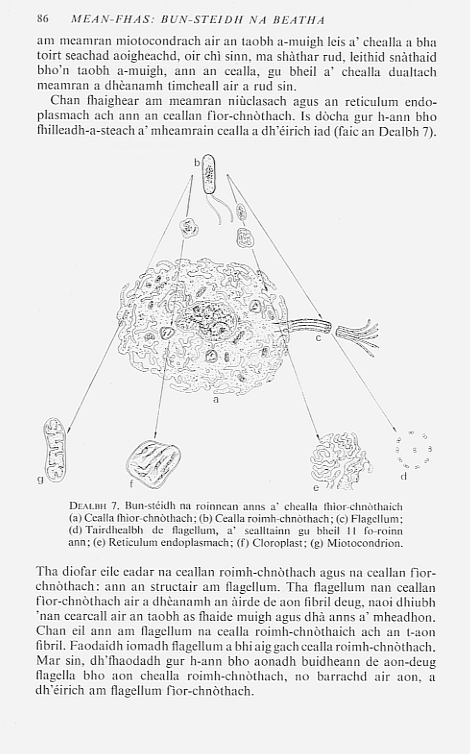 86 MEAN-FHAS: BUN-STEIDH NA BEATHA
am meamran miotocondrach air an taobh a-muigh leis a' chealla a bha
toirt seachad aoigheachd, oir chì sinn, ma shàthar rud, leithid snàthaid
bho'n taobh a-muigh, ann an cealla, gu bheil a' chealla dualtach
meamran a dhèanamh timcheall air a rud sin.
Chan fhaighear am meamran niùclasach agus an reticulum endo-
plasmach ach ann an ceallan fìor-chnòthach. Is dòcha gur h-ann bho
fhilleadh-a-steach a' mheamrain cealla a dh'éirich iad (faic an Dealbh 7).
b
c
a
g
f
e
d
DEALBH 7. Bun-stéidh na roinnean anns a' chealla fhìor-chnòthaich
(a) Cealla fhìor-chnòthach; (b) Cealla roimh-chnòthach; (c) Flagellum;
(d) Tairdhealbh de flagellum, a' sealltainn gu bheil 11 fo-roinn
ann; (e) Reticulum endoplasmach; (f) Cloroplast; (g) Miotocondrion.
Tha diofar eile eadar na ceallan roimh-chnòthach agus na ceallan fìor-
chnòthach: ann an structair am flagellum. Tha flagellum nan ceallan
fìor-chnòthach air a dhèanamh an àirde de aon fibril deug, naoi dhiubh
'nan cearcall air an taobh as fhaide muigh agus dhà anns a' mheadhon.
Chan eil ann am flagellum na cealla roimh-chnòthaich ach an t-aon
fibril. Faodaidh iomadh flagellum a bhi aig gach cealla roimh-chnòthach.
Mar sin, dh'fhaodadh gur h-ann bho aonadh buidheann de aon-deug
flagella bho aon chealla roimh-chnòthach, no barrachd air aon, a
dh'éirich am flagellum fìor-chnòthach.